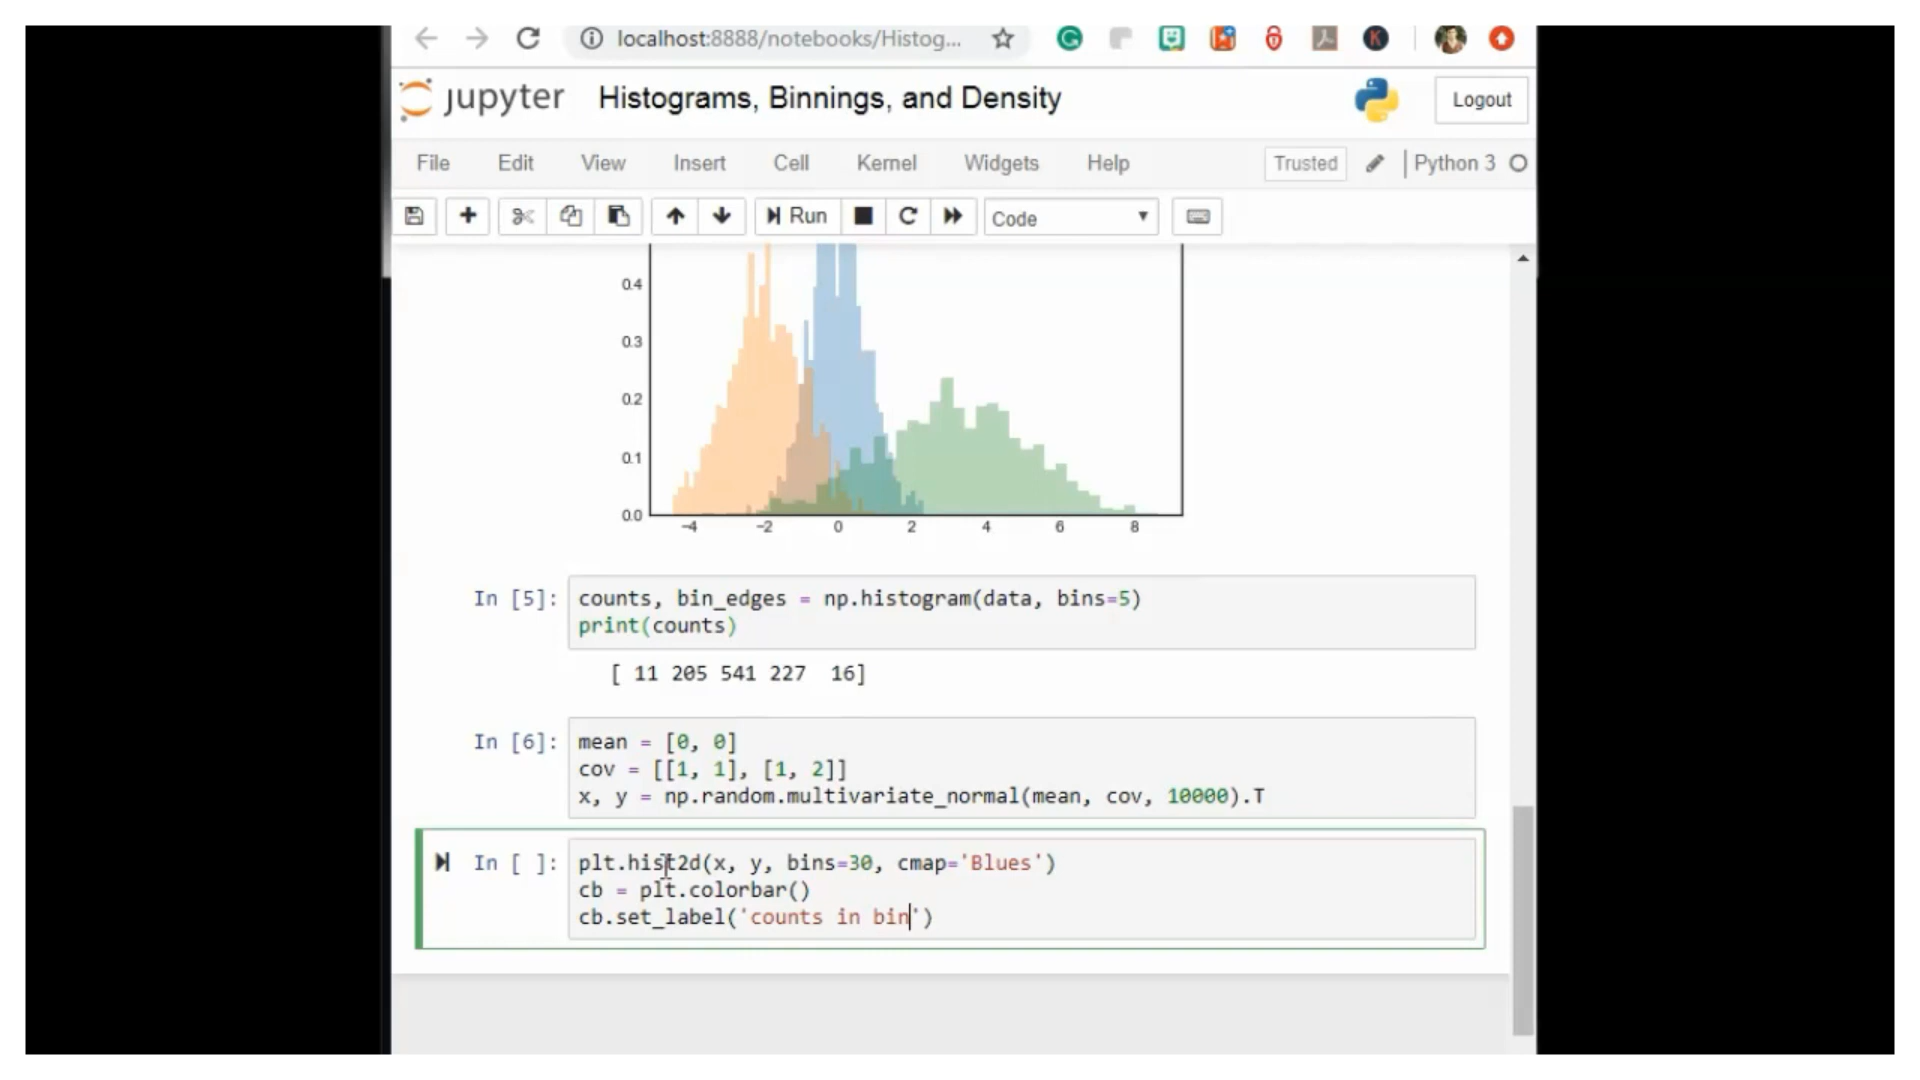 localhost:8888/notebooks/Histog...
jupyter Histograms, Binnings, and Density Logout
File Edit View Insert Cell Kernel Widgets Help Trusted Python 3
Run Code
0.4
0.3
0.2
0.1
0.0
−4 −2 0 2 4 6 8
In [5]: counts, bin_edges = np.histogram(data, bins=5)
print(counts)
[ 11 205 541 227  16]
In [6]: mean = [0, 0]
cov = [[1, 1], [1, 2]]
x, y = np.random.multivariate_normal(mean, cov, 10000).T
In [ ]: plt.hist2d(x, y, bins=30, cmap='Blues')
cb = plt.colorbar()
cb.set_label('counts in bin')